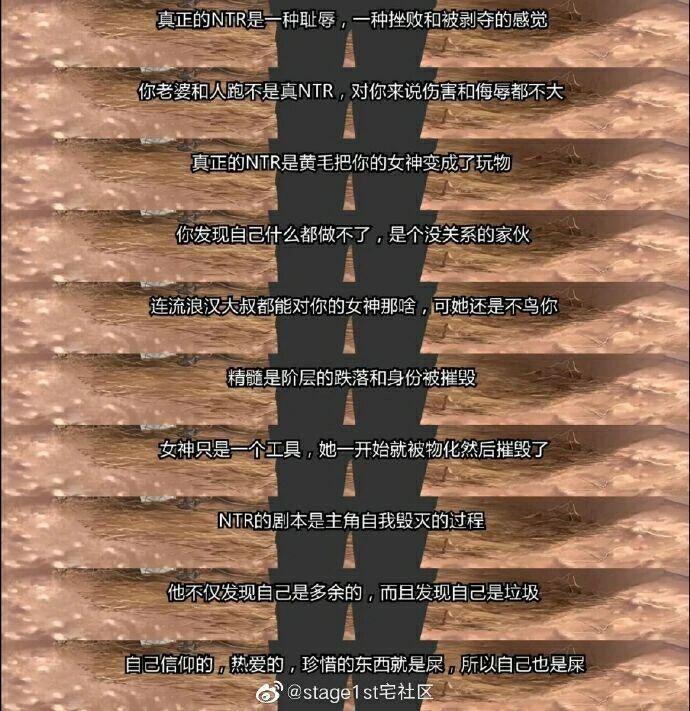 真正的NTR是一种耻辱，一种挫败和被剥夺的感觉
你老婆和人跑不是真NTR，对你来说伤害和侮辱都不大
真正的NTR是黄毛把你的女神变成了玩物
你发现自己什么都做不了，是个没关系的家伙
连流浪汉大叔都能对你的女神那啥，可她还是不鸟你
精髓是阶层的跌落和身份被摧毁
女神只是一个工具，她一开始就被物化然后摧毁了
NTR的剧本是主角自我毁灭的过程
他不仅发现自己是多余的，而且发现自己是垃圾
自己信仰的，热爱的，珍惜的东西就是屎，所以自己也是屎
@stage1st宅社区